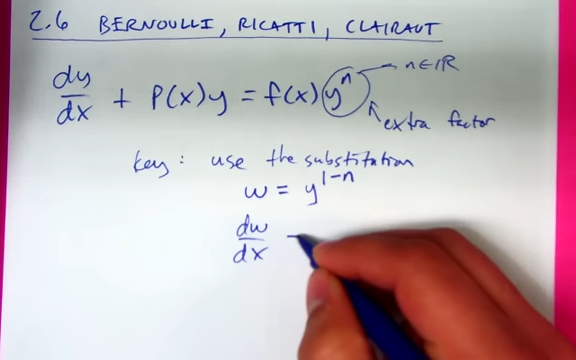 2.6 BERNOULLI, RICATTI, CLAIRAUT
dy/dx + P(x)y = f(x) y^n ← n∈ℝ
extra factor
key: use the substitution
w = y^{1-n}
dw/dx -